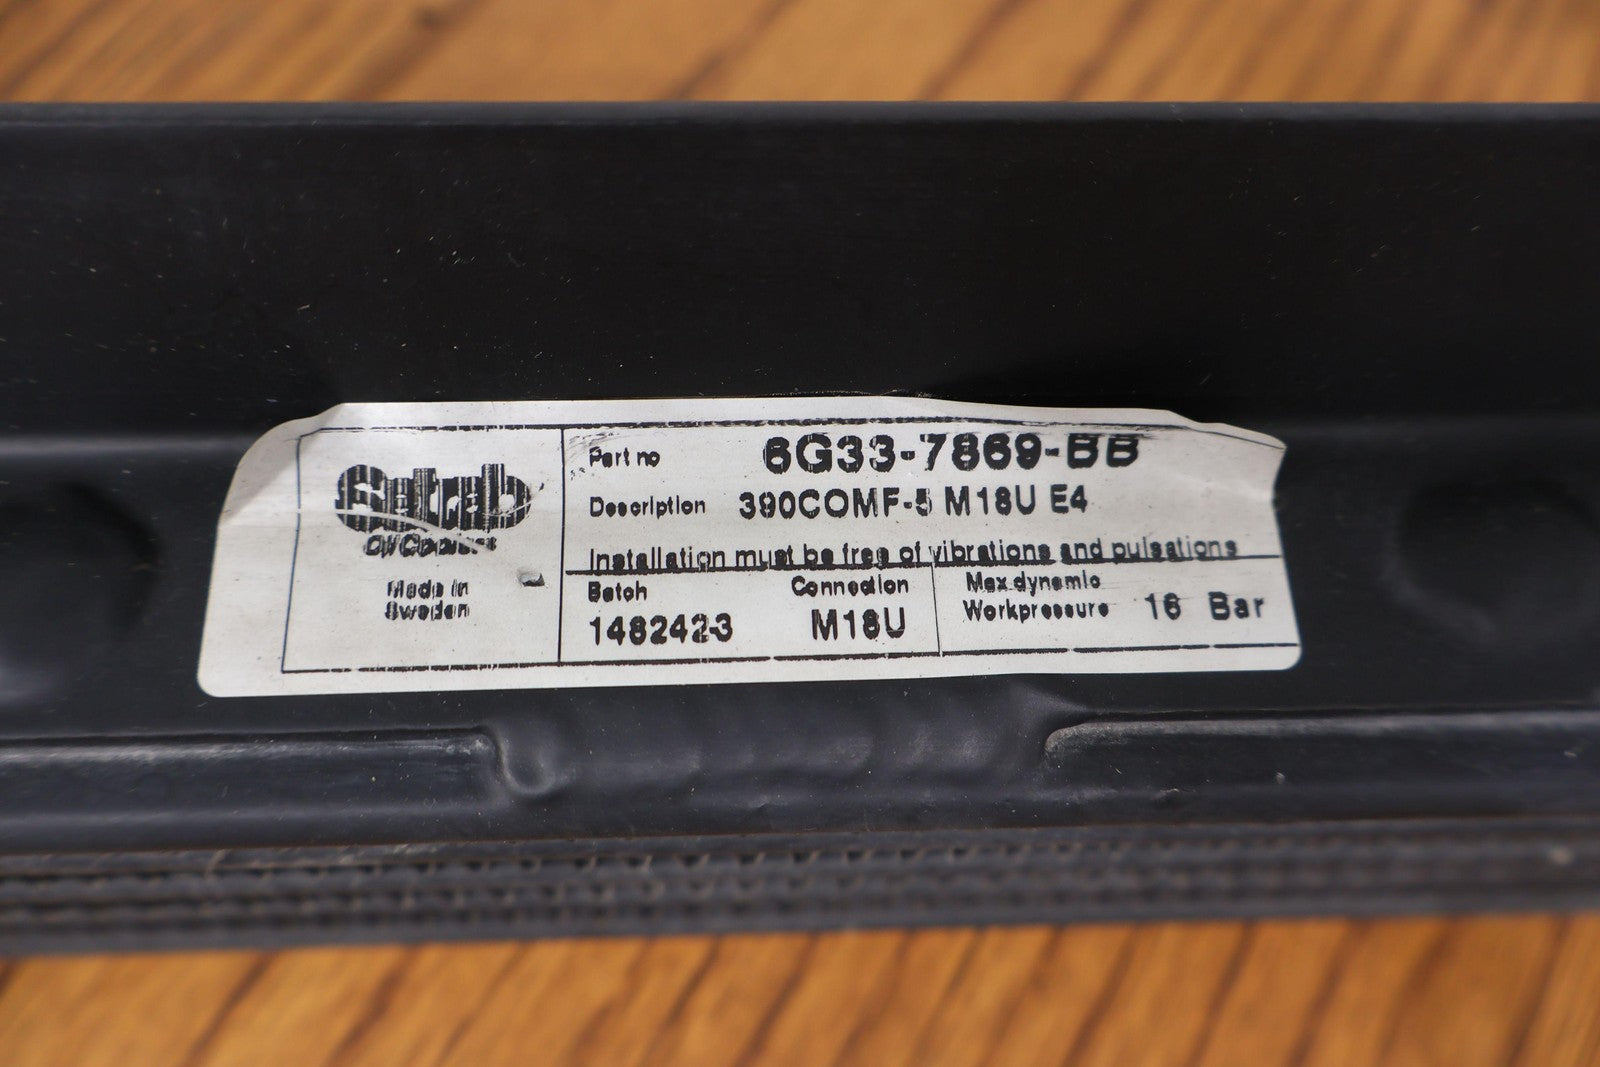 Setrab
Oil Coolers
Made in
Sweden
Part no 6G33-7869-BB
Description 390COMF-5 M18U E4
Installation must be free of vibrations and pulsations
Batch
1482423
Connection
M18U
Max dynamic
Workpressure 16 Bar